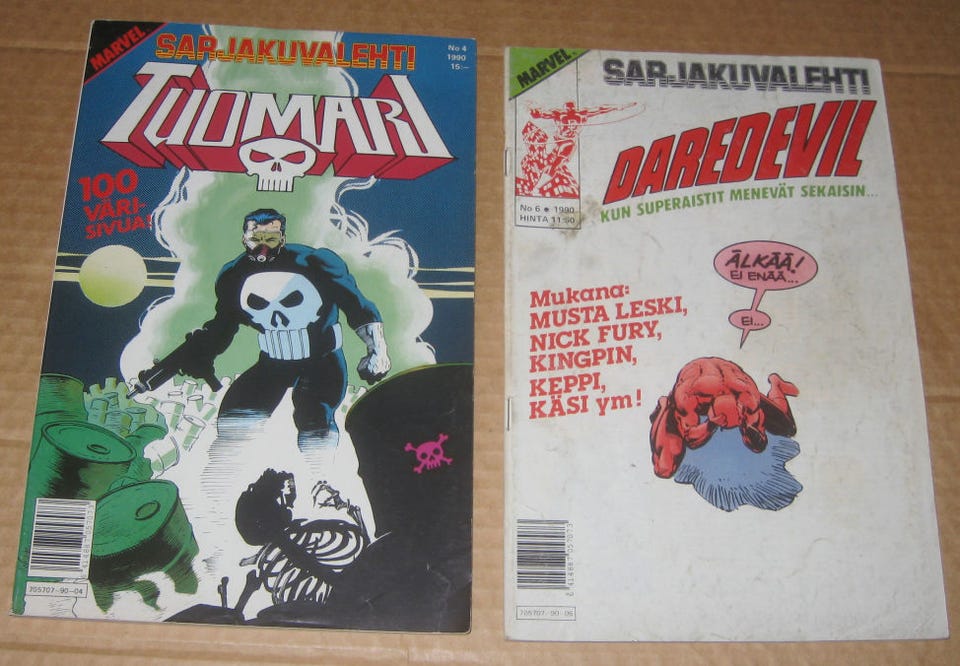 MARVEL
SARJAKUVALEHTI
No 4
1990
15:–
TUOMARI
100
VÄRI-
SIVUA!
705707-90-04
MARVEL
SARJAKUVALEHTI
DAREDEVIL
KUN SUPERAISTIT MENEVÄT SEKAISIN...
No 6 • 1990
HINTA 11:50
ÄLKÄÄ!
EI ENÄÄ...
EI...
Mukana:
MUSTA LESKI,
NICK FURY,
KINGPIN,
KEPPI,
KÄSI ym!
705707-90-06